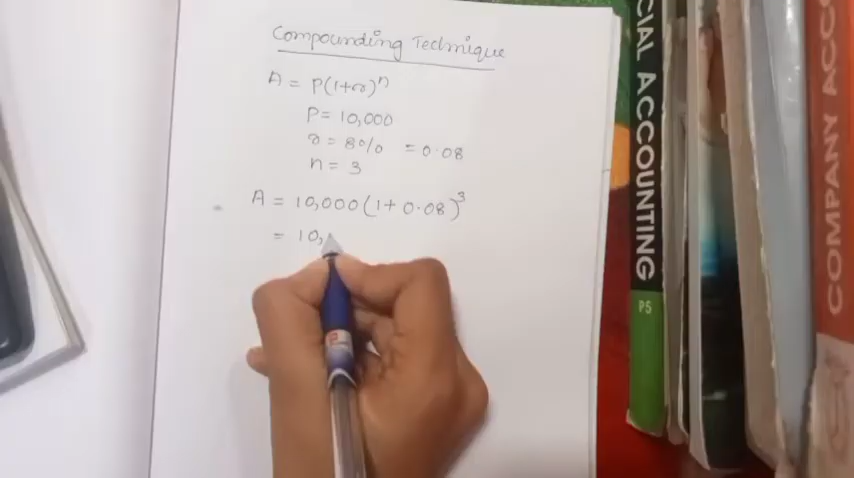 Compounding Technique
A = P(1+r)^n
P = 10,000
r = 8% = 0.08
n = 3
A = 10,000 (1 + 0.08)^3
= 10,
CIAL ACCOUNTING
P5
COMPANY ACC